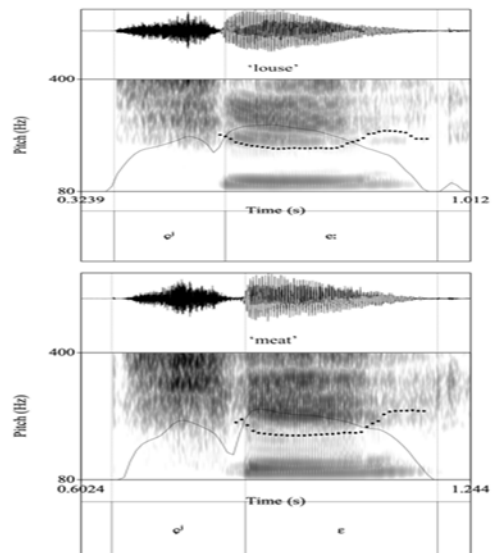 400
'louse'
Pitch (Hz)
80
0.3239 Time (s) 1.012
eː
400
'meat'
Pitch (Hz)
80
0.6024 Time (s) 1.244
ɛ